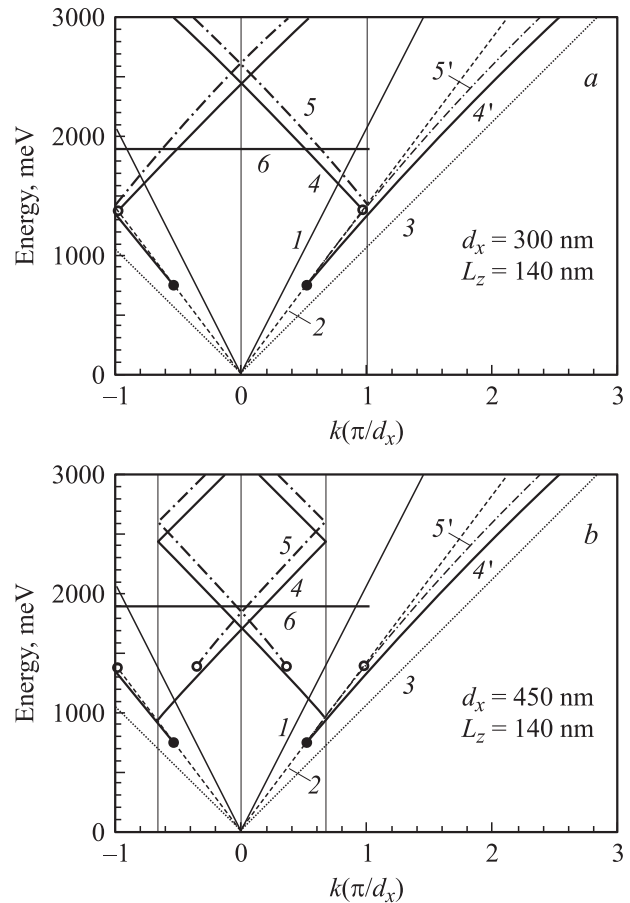 3000
5'
a
5
2000
4'
6
4
1
3
d_x = 300 nm
1000
L_z = 140 nm
2
0
Energy, meV
–1 0 1 2 3
k(π/d_x)
3000
5'
b
5
4
4'
2000
6
3
1
d_x = 450 nm
1000
L_z = 140 nm
2
0
Energy, meV
–1 0 1 2 3
k(π/d_x)